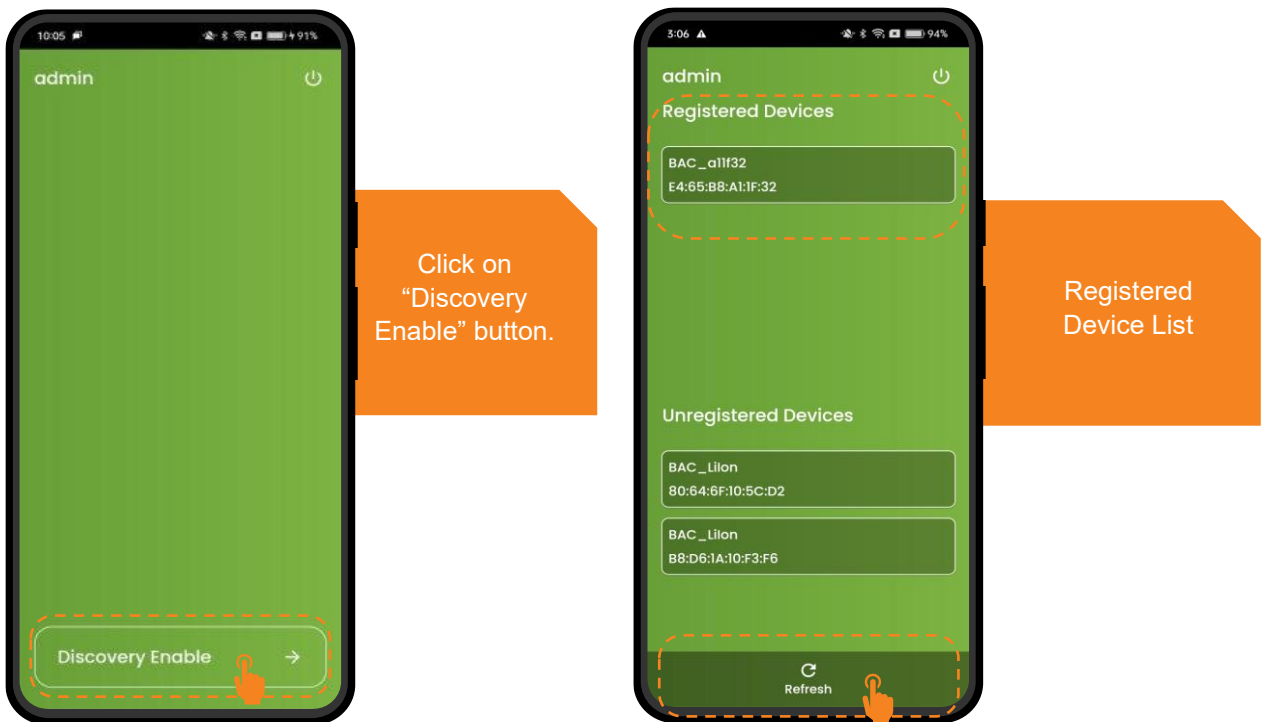 10:05
91%
admin
Discovery Enable
Click on
“Discovery
Enable” button.
3:06
94%
admin
Registered Devices
BAC_a11f32
E4:65:B8:A1:1F:32
Unregistered Devices
BAC_LiIon
80:64:6F:10:5C:D2
BAC_LiIon
B8:D6:1A:10:F3:F6
Refresh
Registered
Device List